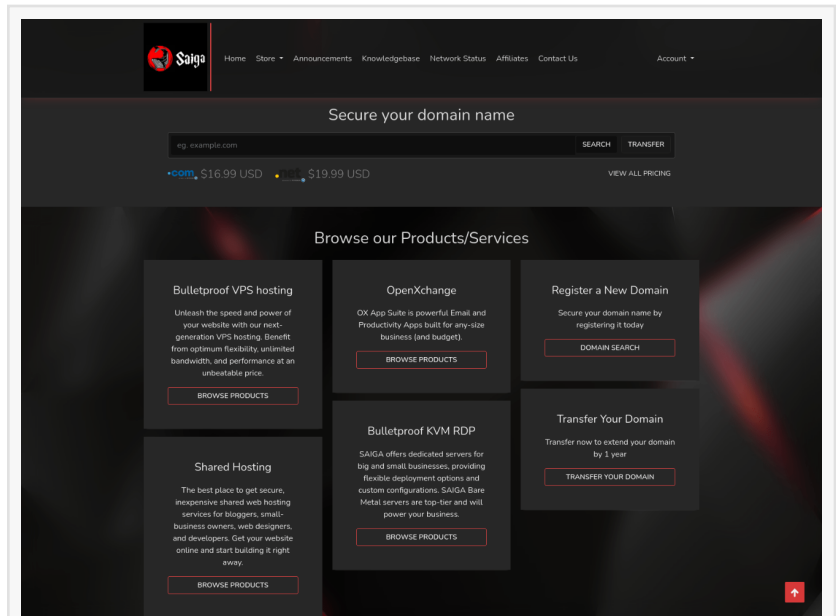 Saiga
Home Store Announcements Knowledgebase Network Status Affiliates Contact Us Account
Secure your domain name
eg. example.com SEARCH TRANSFER
.com $16.99 USD .net $19.99 USD VIEW ALL PRICING
Browse our Products/Services
Bulletproof VPS hosting
Unleash the speed and power of
your website with our next-
generation VPS hosting. Benefit
from optimum flexibility, unlimited
bandwidth, and performance at an
unbeatable price.
BROWSE PRODUCTS
OpenXchange
OX App Suite is powerful Email and
Productivity Apps built for any-size
business (and budget).
BROWSE PRODUCTS
Register a New Domain
Secure your domain name by
registering it today
DOMAIN SEARCH
Shared Hosting
The best place to get secure,
inexpensive shared web hosting
services for bloggers, small-
business owners, web designers,
and developers. Get your website
online and start building it right
away.
BROWSE PRODUCTS
Bulletproof KVM RDP
SAIGA offers dedicated servers for
big and small businesses, providing
flexible deployment options and
custom configurations. SAIGA Bare
Metal servers are top-tier and will
power your business.
BROWSE PRODUCTS
Transfer Your Domain
Transfer now to extend your domain
by 1 year
TRANSFER YOUR DOMAIN